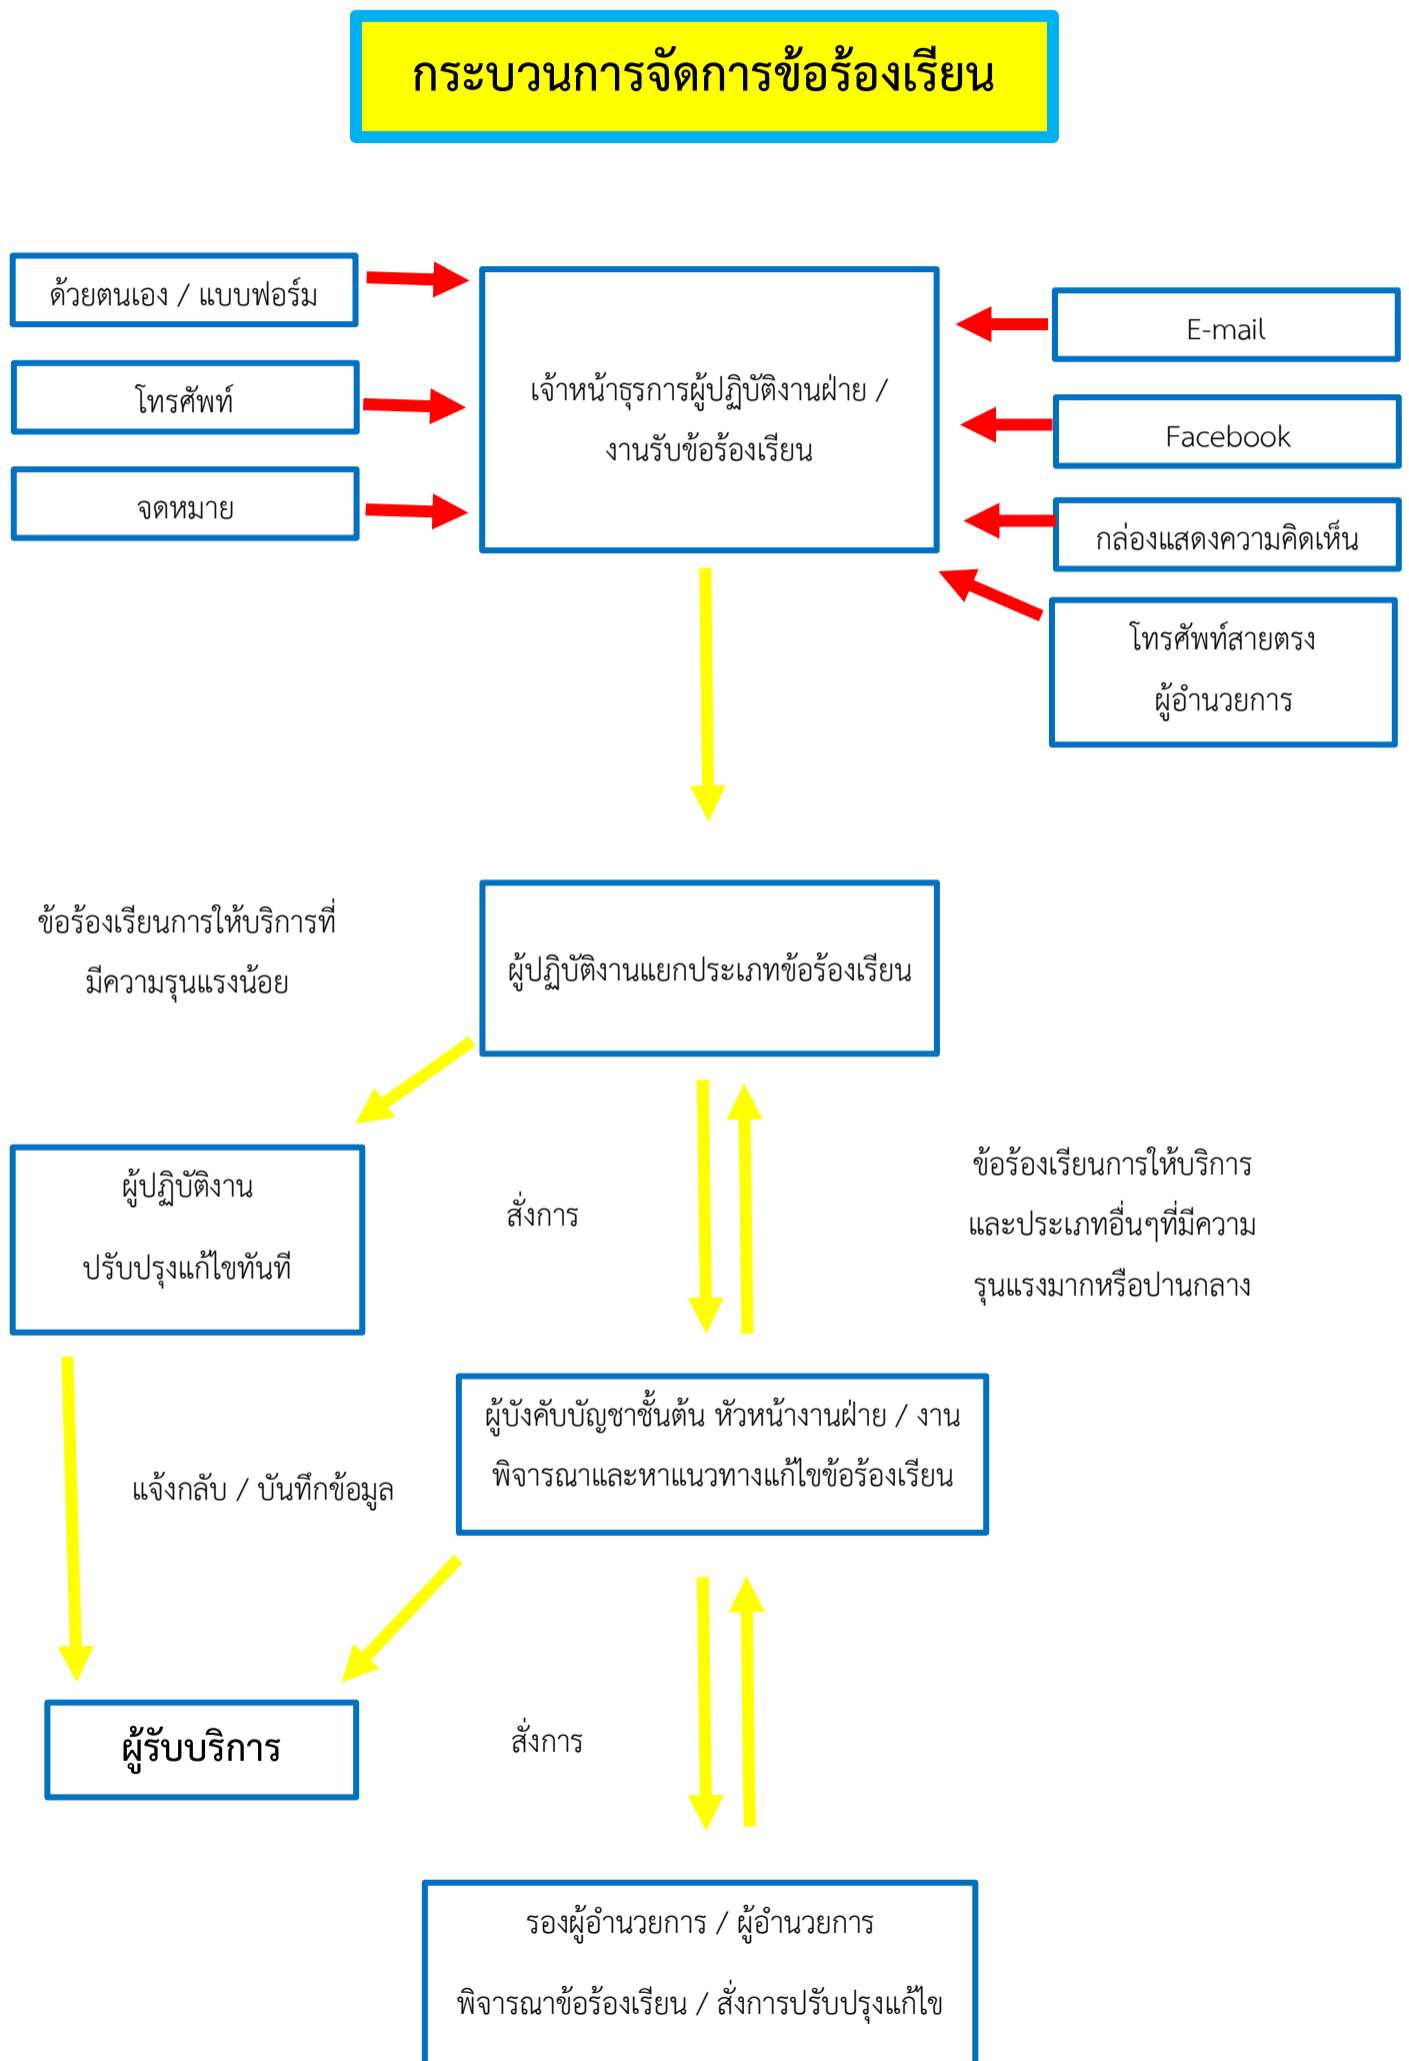 กระบวนการจัดการข้อร้องเรียน
ด้วยตนเอง / แบบฟอร์ม
โทรศัพท์
จดหมาย
เจ้าหน้าธุรการผู้ปฏิบัติงานฝ่าย /
งานรับข้อร้องเรียน
E-mail
Facebook
กล่องแสดงความคิดเห็น
โทรศัพท์สายตรง
ผู้อำนวยการ
ข้อร้องเรียนการให้บริการที่
มีความรุนแรงน้อย
ผู้ปฏิบัติงานแยกประเภทข้อร้องเรียน
ผู้ปฏิบัติงาน
ปรับปรุงแก้ไขทันที
สั่งการ
ข้อร้องเรียนการให้บริการ
และประเภทอื่นๆที่มีความ
รุนแรงมากหรือปานกลาง
ผู้บังคับบัญชาชั้นต้น หัวหน้างานฝ่าย / งาน
พิจารณาและหาแนวทางแก้ไขข้อร้องเรียน
แจ้งกลับ / บันทึกข้อมูล
ผู้รับบริการ
สั่งการ
รองผู้อำนวยการ / ผู้อำนวยการ
พิจารณาข้อร้องเรียน / สั่งการปรับปรุงแก้ไข